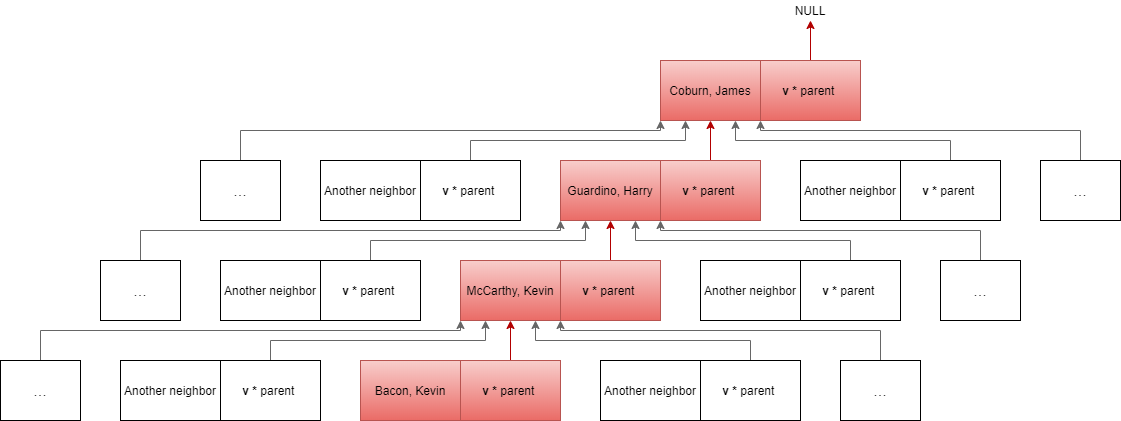 NULL
Coburn, James v * parent
... Another neighbor v * parent Guardino, Harry v * parent Another neighbor v * parent ...
... Another neighbor v * parent McCarthy, Kevin v * parent Another neighbor v * parent ...
... Another neighbor v * parent Bacon, Kevin v * parent Another neighbor v * parent ...